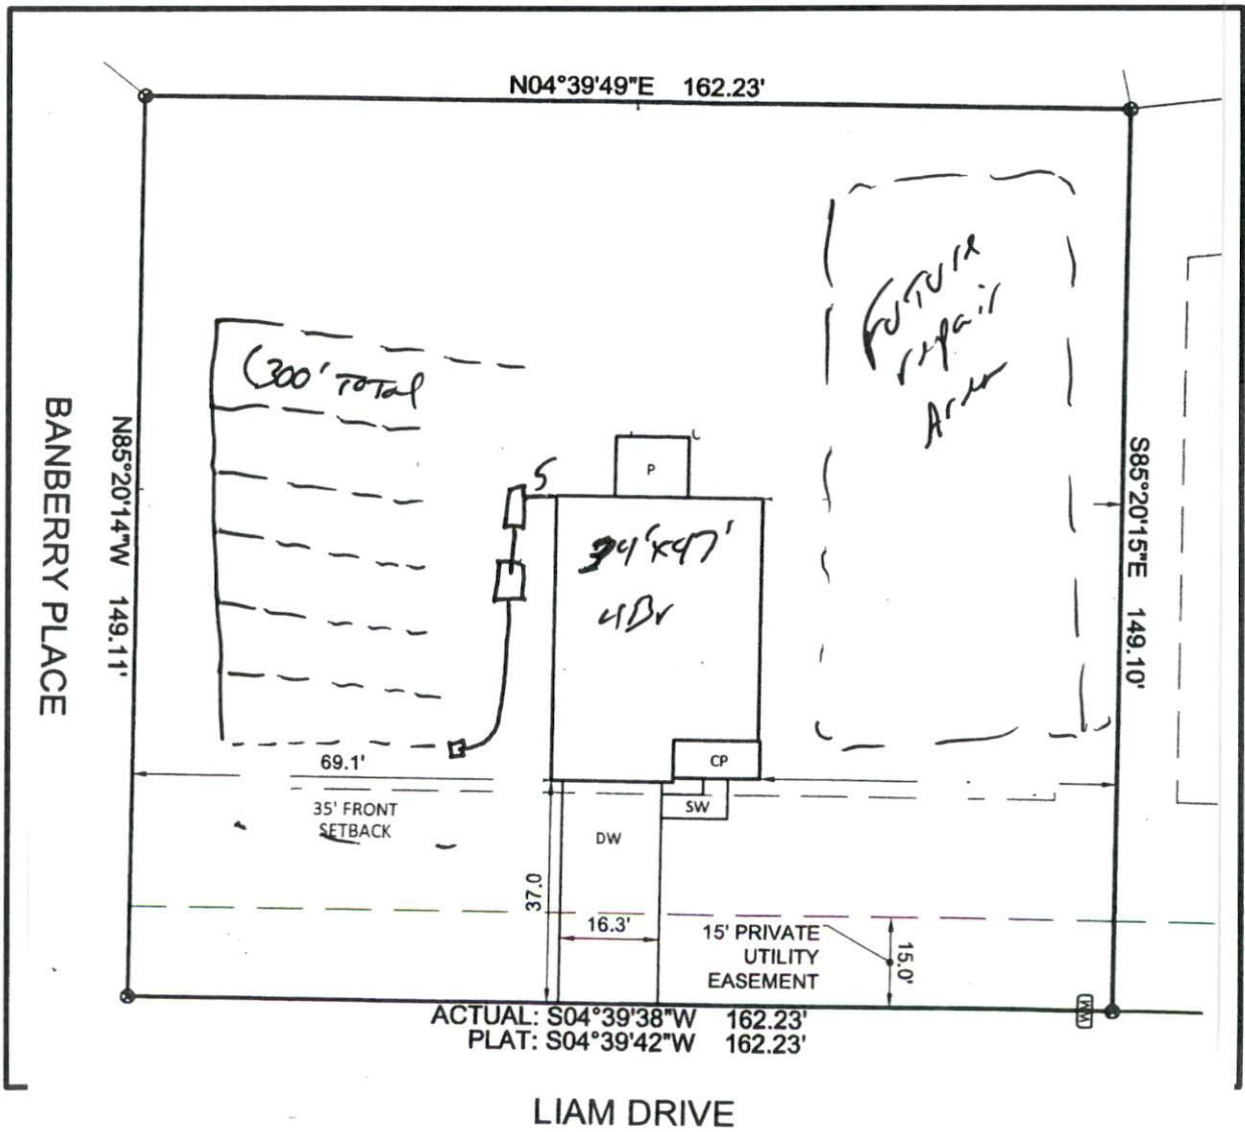 N04°39'49"E 162.23'
(300' Total
Future
repair
Area
BANBERRY PLACE
N85°20'14"W 149.11'
S
P
34'x47'
4Br
S85°20'15"E 149.10'
69.1'
CP
35' FRONT
SETBACK
SW
DW
37.0
16.3'
15' PRIVATE
UTILITY
EASEMENT
15.0'
WM
ACTUAL: S04°39'38"W 162.23'
PLAT: S04°39'42"W 162.23'
LIAM DRIVE